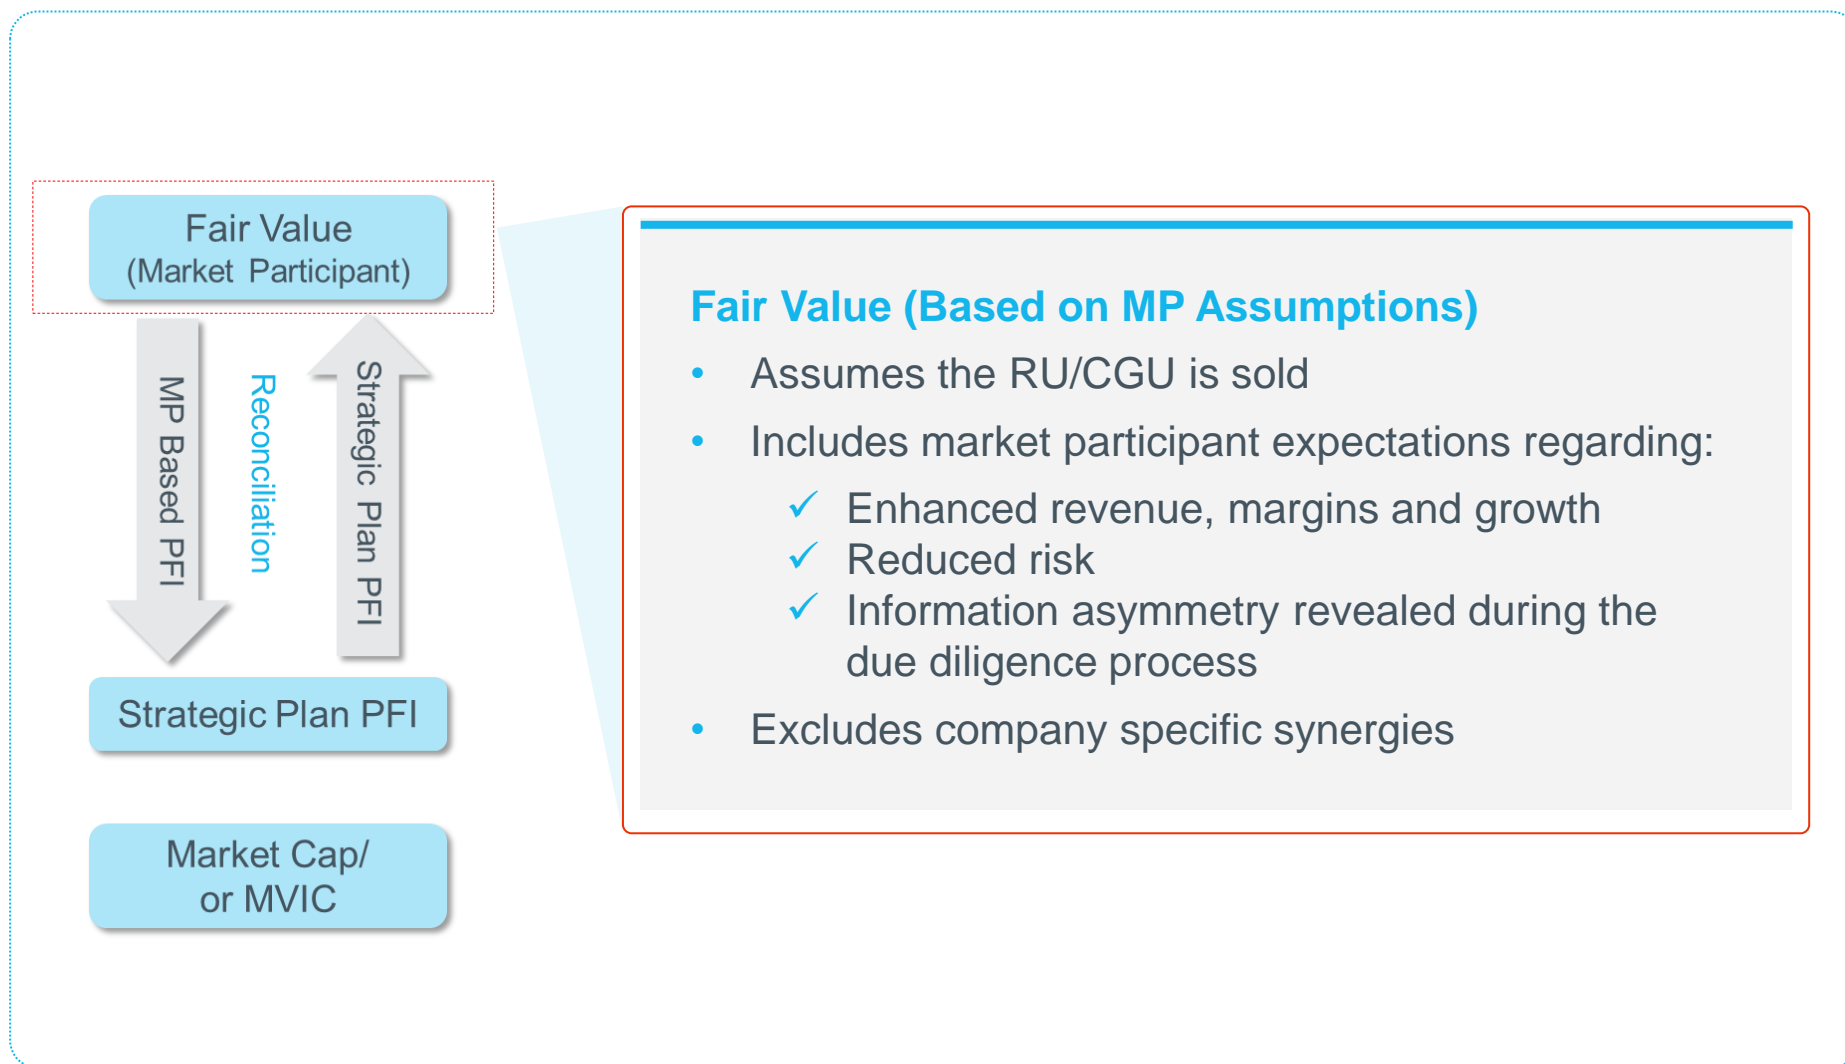 Fair Value
(Market Participant)
MP Based PFI
Reconciliation
Strategic Plan PFI
Strategic Plan PFI
Market Cap/
or MVIC
Fair Value (Based on MP Assumptions)
• Assumes the RU/CGU is sold
• Includes market participant expectations regarding:
✓ Enhanced revenue, margins and growth
✓ Reduced risk
✓ Information asymmetry revealed during the
due diligence process
• Excludes company specific synergies